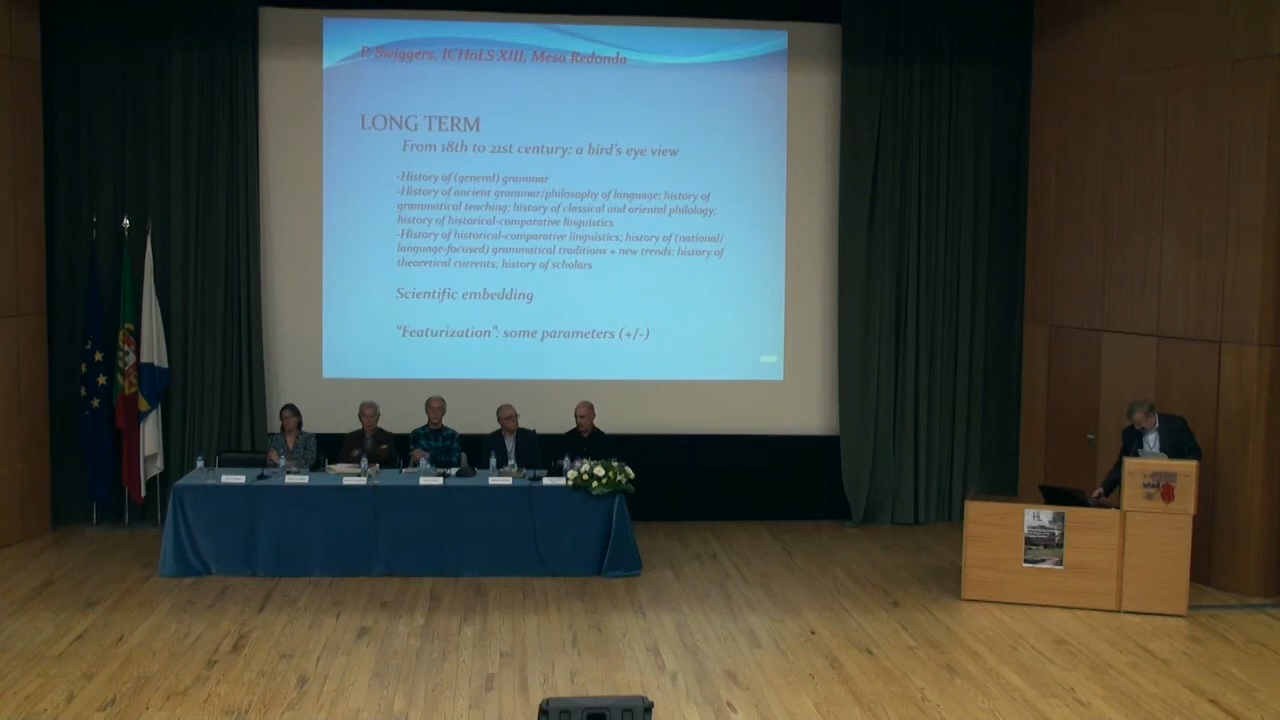 P. Swiggers, ICHoLS XIII, Mesa Redonda
LONG TERM
From 18th to 21st century: a bird's eye view
-History of (general) grammar
-History of ancient grammar/philosophy of language; history of
grammatical teaching; history of classical and oriental philology;
history of historical-comparative linguistics
-History of historical-comparative linguistics; history of (national/
language-focused) grammatical traditions + new trends; history of
theoretical currents; history of scholars
Scientific embedding
"Featurization": some parameters (+/-)
utad